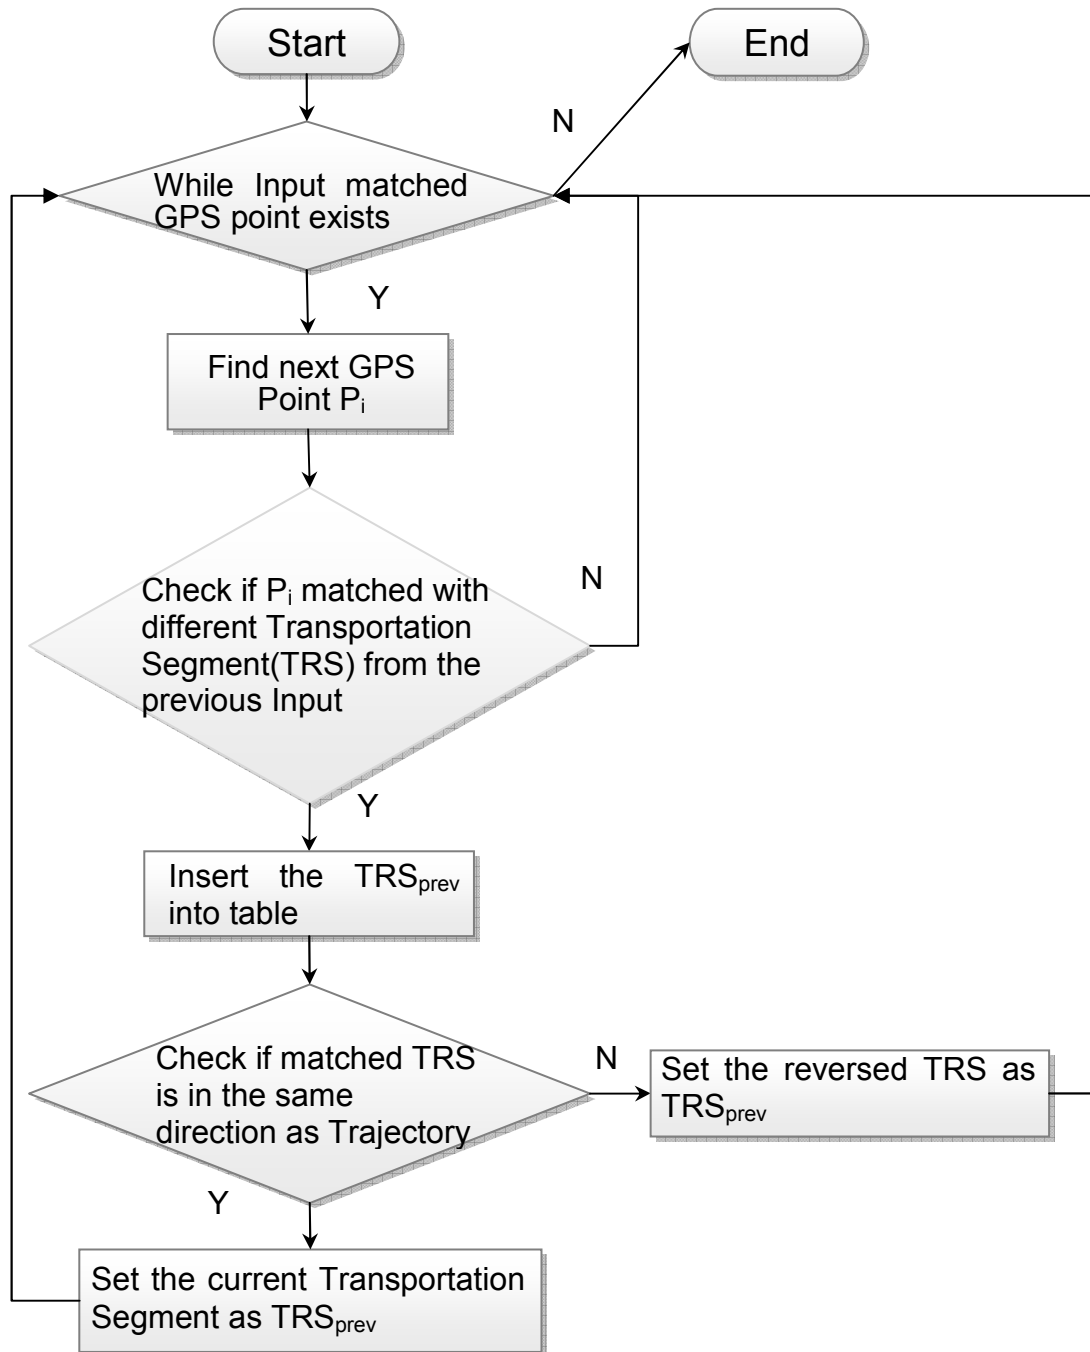 Start
End
N
While Input matched
GPS point exists
Y
Find next GPS
Point Pi
N
Check if Pi matched with
different Transportation
Segment(TRS) from the
previous Input
Y
Insert the TRSprev
into table
Check if matched TRS
is in the same
direction as Trajectory
N
Set the reversed TRS as
TRSprev
Y
Set the current Transportation
Segment as TRSprev